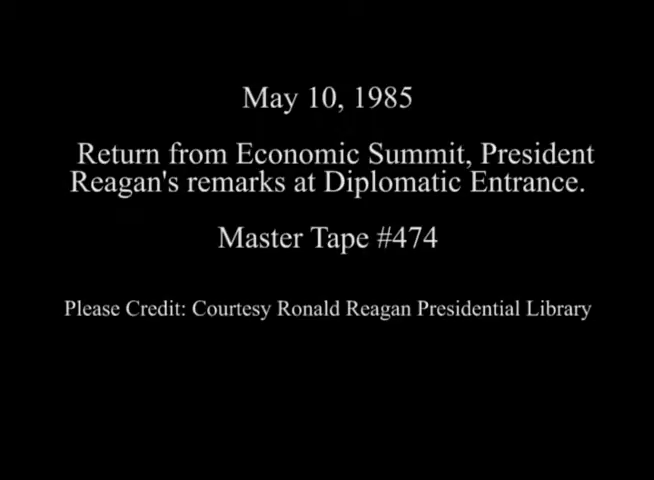 May 10, 1985
Return from Economic Summit, President
Reagan's remarks at Diplomatic Entrance.
Master Tape #474
Please Credit: Courtesy Ronald Reagan Presidential Library